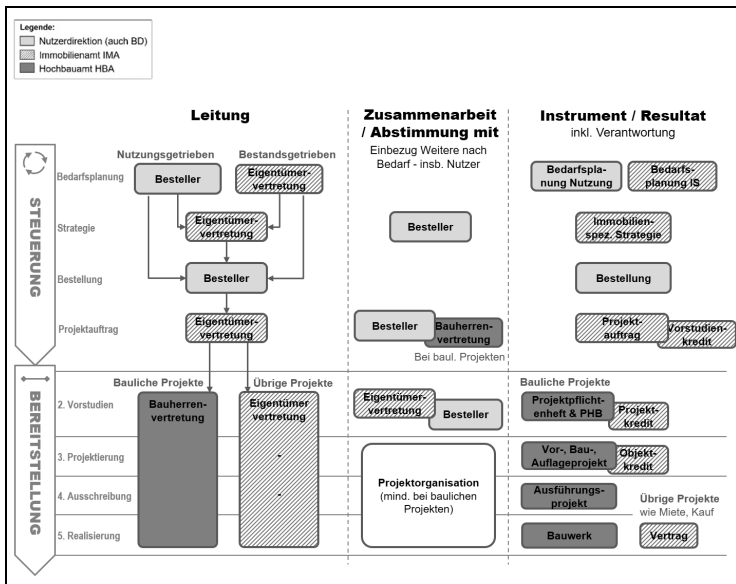 Legende:
Nutzerdirektion (auch BD)
Immobilienamt IMA
Hochbauamt HBA
Leitung
Zusammenarbeit
/ Abstimmung mit
Einbezug Weitere nach
Bedarf - insb. Nutzer
Instrument / Resultat
inkl. Verantwortung
STEUERUNG
Nutzungsgetrieben
Bestandsgetrieben
Bedarfsplanung
Besteller
Eigentümer-
vertretung
Bedarfspla-
nung Nutzung
Bedarfs-
planung IS
Strategie
Eigentümer-
vertretung
Besteller
Immobilien-
spez. Strategie
Bestellung
Besteller
Bestellung
Projektauftrag
Eigentümer-
vertretung
Besteller
Bauherren-
vertretung
Bei baul. Projekten
Projekt-
auftrag
Vorstudien-
kredit
BEREITSTELLUNG
Bauliche Projekte
Übrige Projekte
Bauliche Projekte
2. Vorstudien
Bauherren-
vertretung
Eigentümer
vertretung
Eigentümer-
vertretung
Besteller
Projektpflicht-
enheft & PHB
Projekt-
kredit
3. Projektierung
-
Vor-, Bau-,
Auflageprojekt
Objekt-
kredit
Projektorganisation
(mind. bei baulichen
Projekten)
4. Ausschreibung
-
Ausführungs-
projekt
Übrige Projekte
wie Miete, Kauf
5. Realisierung
Bauwerk
Vertrag